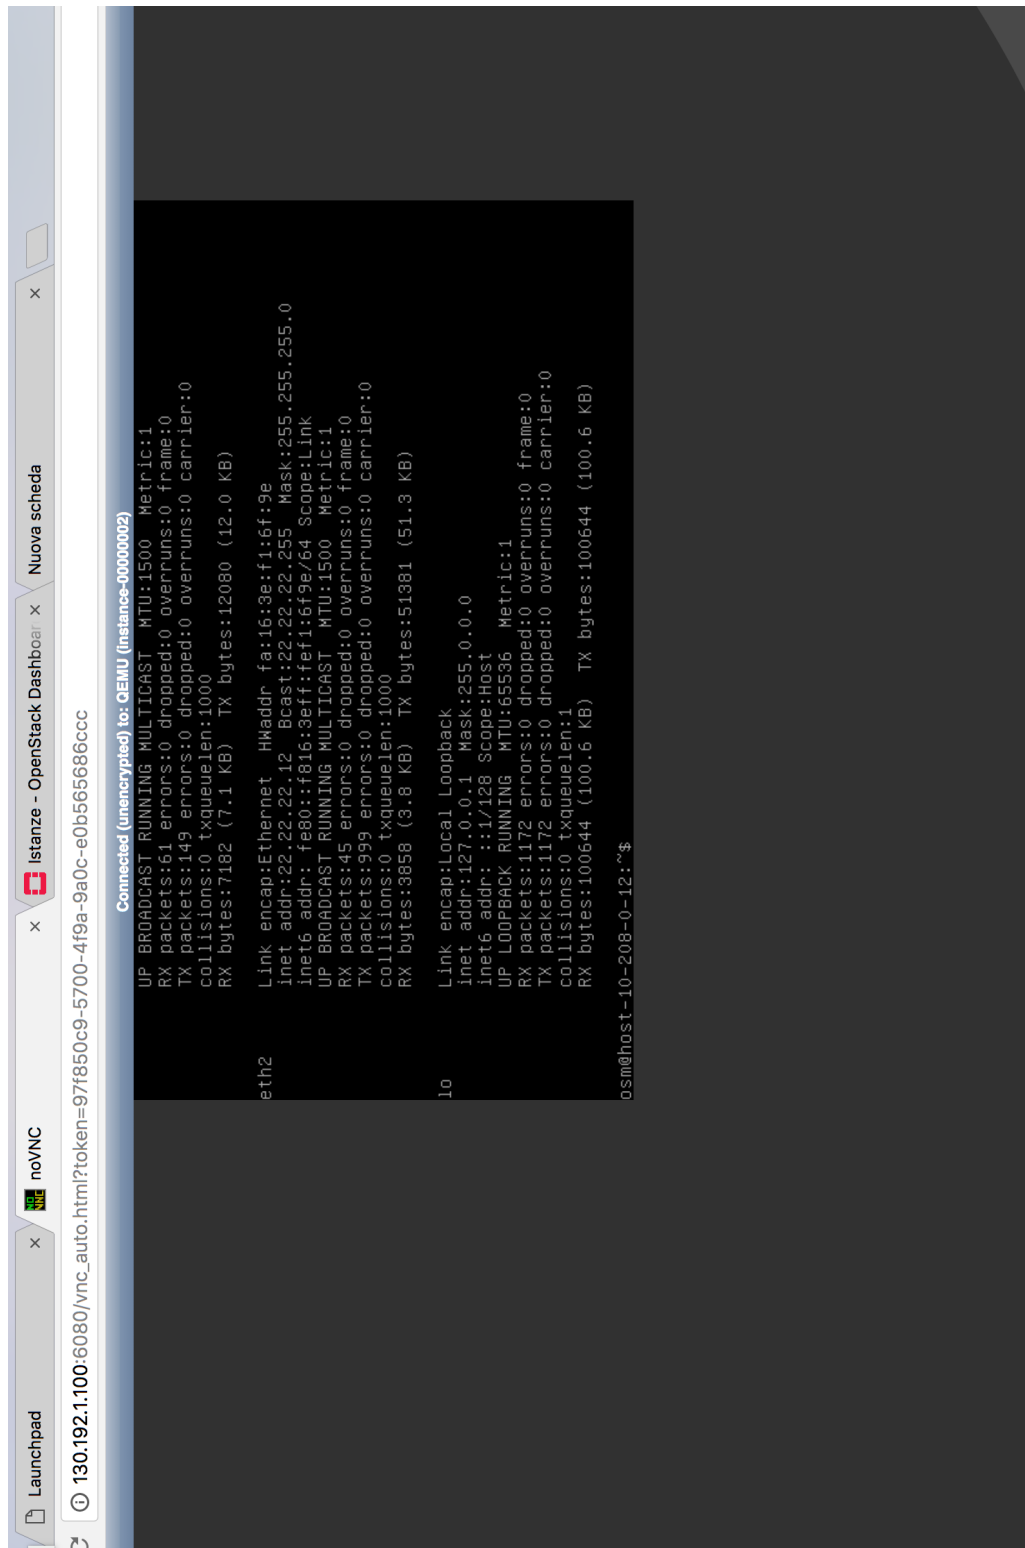 Launchpad × noVNC × Istanze - OpenStack Dashboar × Nuova scheda ×
130.192.1.100:6080/vnc_auto.html?token=97f850c9-5700-4f9a-9a0c-e0b565686ccc
Connected (unencrypted) to: QEMU (instance-00000002)
UP BROADCAST RUNNING MULTICAST  MTU:1500  Metric:1
RX packets:61 errors:0 dropped:0 overruns:0 frame:0
TX packets:149 errors:0 dropped:0 overruns:0 carrier:0
collisions:0 txqueuelen:1000
RX bytes:7182 (7.1 KB)  TX bytes:12080 (12.0 KB)
eth2      Link encap:Ethernet  HWaddr fa:16:3e:f1:6f:9e
inet addr:22.22.22.12  Bcast:22.22.22.255  Mask:255.255.255.0
inet6 addr: fe80::f816:3eff:fef1:6f9e/64 Scope:Link
UP BROADCAST RUNNING MULTICAST  MTU:1500  Metric:1
RX packets:45 errors:0 dropped:0 overruns:0 frame:0
TX packets:999 errors:0 dropped:0 overruns:0 carrier:0
collisions:0 txqueuelen:1000
RX bytes:3858 (3.8 KB)  TX bytes:51381 (51.3 KB)
lo        Link encap:Local Loopback
inet addr:127.0.0.1  Mask:255.0.0.0
inet6 addr: ::1/128 Scope:Host
UP LOOPBACK RUNNING  MTU:65536  Metric:1
RX packets:1172 errors:0 dropped:0 overruns:0 frame:0
TX packets:1172 errors:0 dropped:0 overruns:0 carrier:0
collisions:0 txqueuelen:1
RX bytes:100644 (100.6 KB)  TX bytes:100644 (100.6 KB)
osm@host-10-208-0-12:~$